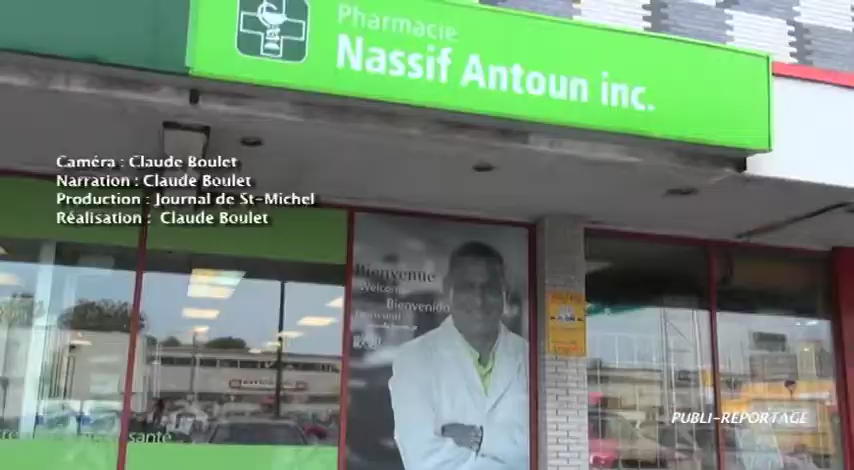 Pharmacie
Nassif Antoun inc.
Caméra : Claude Boulet
Narration : Claude Boulet
Production : Journal de St-Michel
Réalisation : Claude Boulet
Bienvenue
Welcome
Bienvenido
santé
PUBLI-REPORTAGE